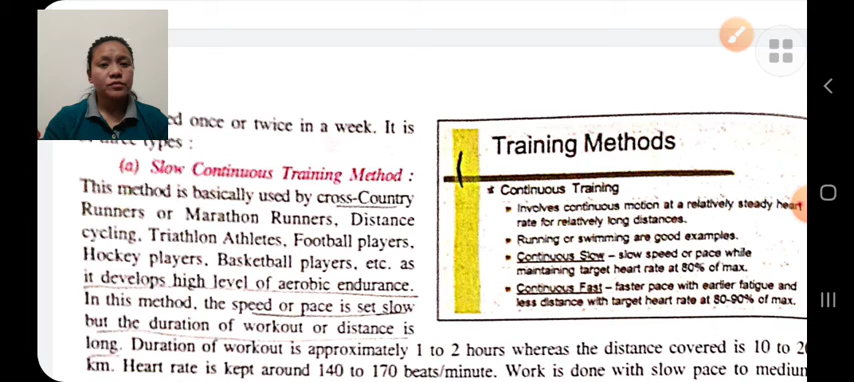 ed once or twice in a week. It is
types :
(a) Slow Continuous Training Method :
This method is basically used by cross-Country
Runners or Marathon Runners, Distance
cycling, Triathlon Athletes, Football players,
Hockey players, Basketball players, etc. as
it develops high level of aerobic endurance.
In this method, the speed or pace is set slow
but the duration of workout or distance is
long. Duration of workout is approximately 1 to 2 hours whereas the distance covered is 10 to
km. Heart rate is kept around 140 to 170 beats/minute. Work is done with slow pace to
Training Methods
Continuous Training
Involves continuous motion at a relatively steady heart
rate for relatively long distances.
Running or swimming are good examples.
Continuous Slow – slow speed or pace while
maintaining target heart rate at 80% of max.
Continuous Fast – faster pace with earlier fatigue and
less distance with target heart rate at 80-90% of max.